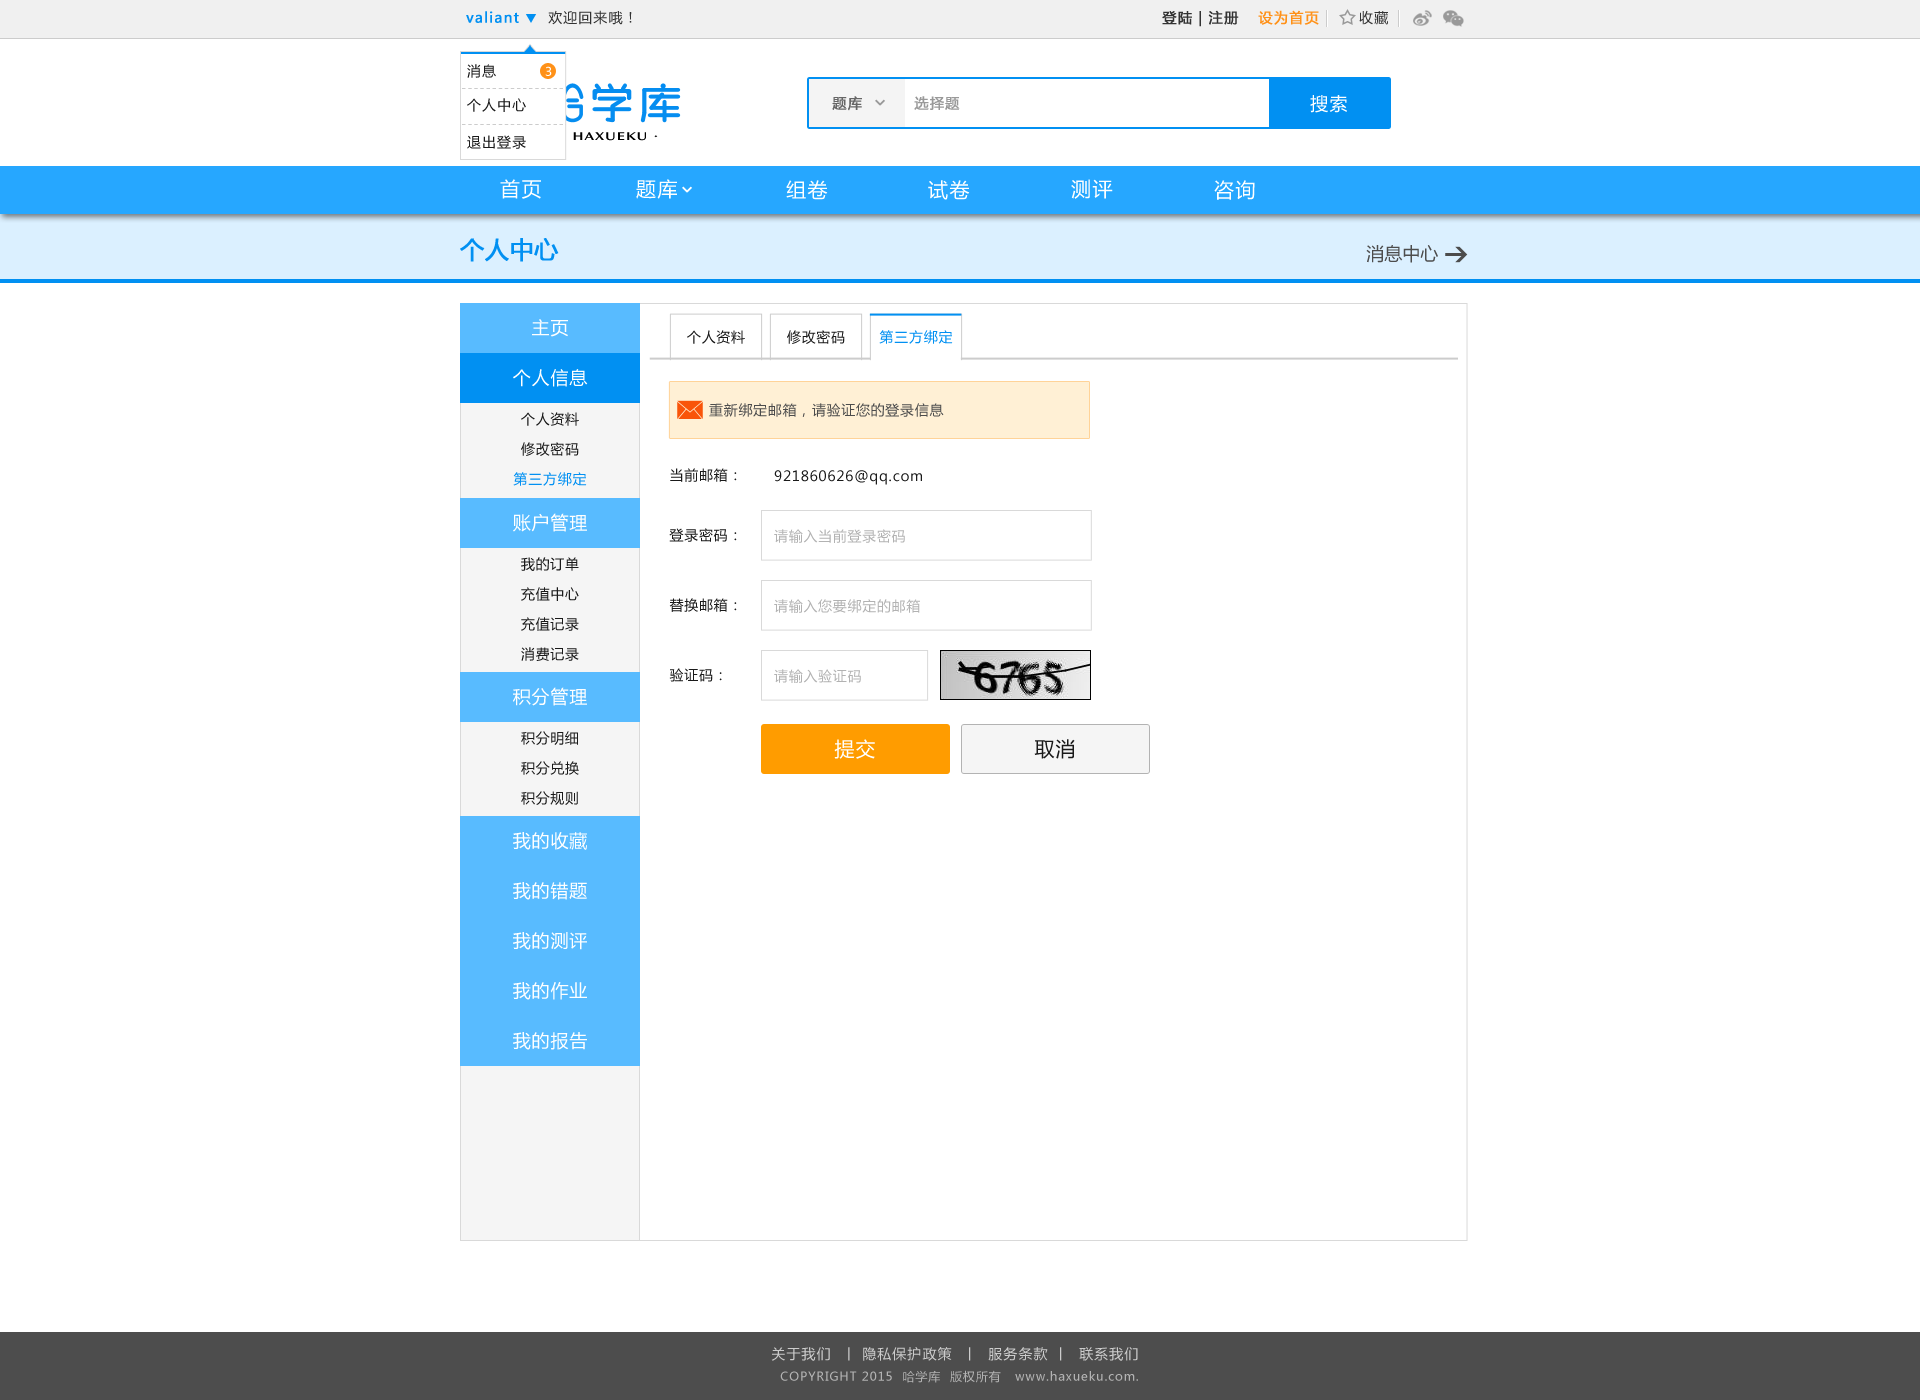 valiant ▼ 欢迎回来哦！
登陆 | 注册 设为首页 收藏
消息 3
个人中心
退出登录
学库
HAXUEKU ·
题库 选择题 搜索
首页 题库 组卷 试卷 测评 咨询
个人中心 消息中心
主页
个人信息
个人资料
修改密码
第三方绑定
账户管理
我的订单
充值中心
充值记录
消费记录
积分管理
积分明细
积分兑换
积分规则
我的收藏
我的错题
我的测评
我的作业
我的报告
个人资料 修改密码 第三方绑定
重新绑定邮箱，请验证您的登录信息
当前邮箱： 921860626@qq.com
登录密码： 请输入当前登录密码
替换邮箱： 请输入您要绑定的邮箱
验证码： 请输入验证码 6765
提交 取消
关于我们 | 隐私保护政策 | 服务条款 | 联系我们
COPYRIGHT 2015 哈学库 版权所有 www.haxueku.com.